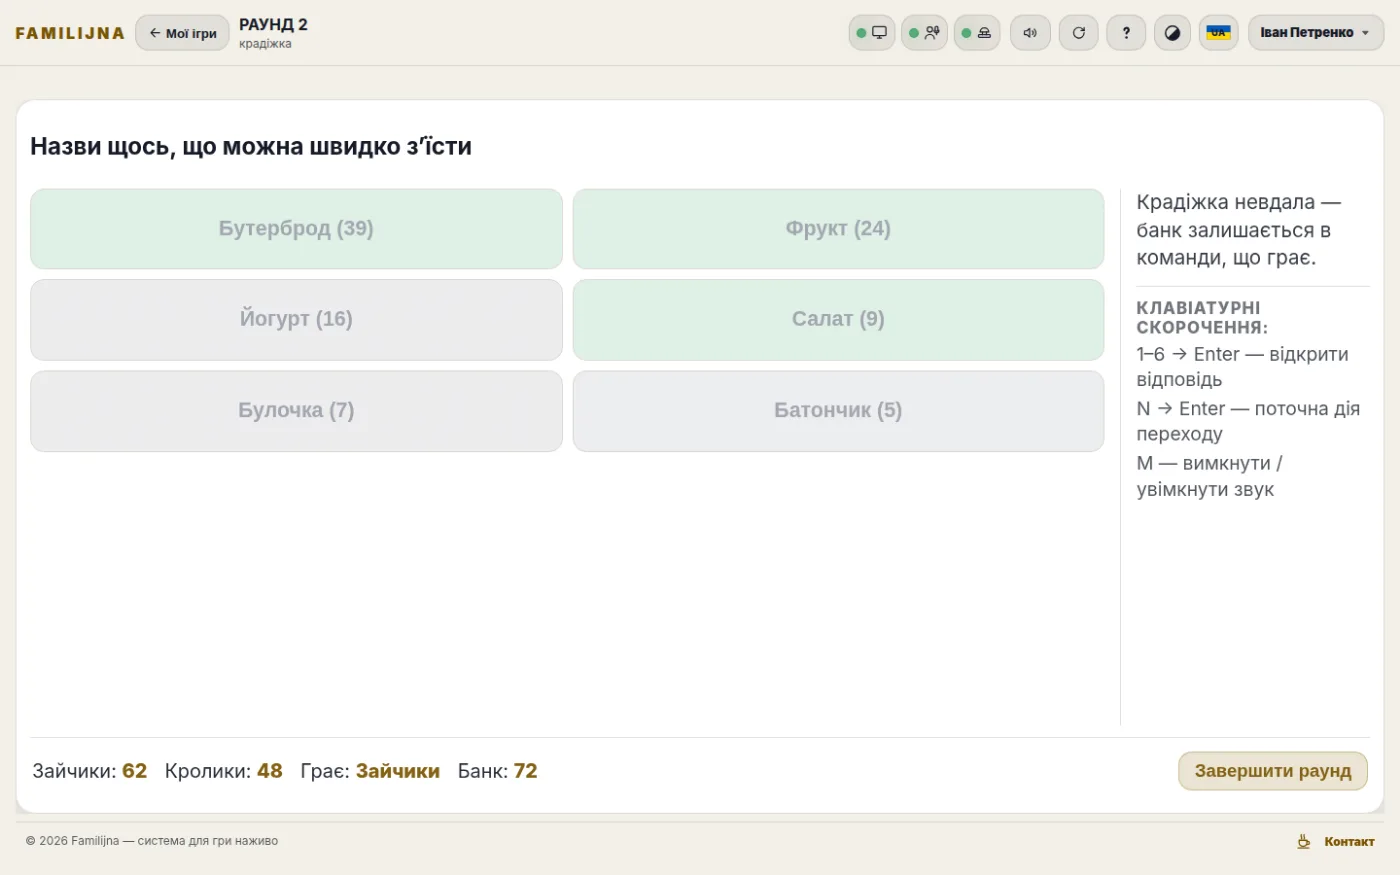 FAMILIJNA
← Мої ігри
РАУНД 2
крадіжка
?
UA
Іван Петренко
Назви щось, що можна швидко з’їсти
Бутерброд (39)
Фрукт (24)
Йогурт (16)
Салат (9)
Булочка (7)
Батончик (5)
Крадіжка невдала —
банк залишається в
команди, що грає.
КЛАВІАТУРНІ
СКОРОЧЕННЯ:
1–6 → Enter — відкрити
відповідь
N → Enter — поточна дія
переходу
M — вимкнути /
увімкнути звук
Зайчики: 62 Кролики: 48 Грає: Зайчики Банк: 72
Завершити раунд
© 2026 Familijna — система для гри наживо
Контакт